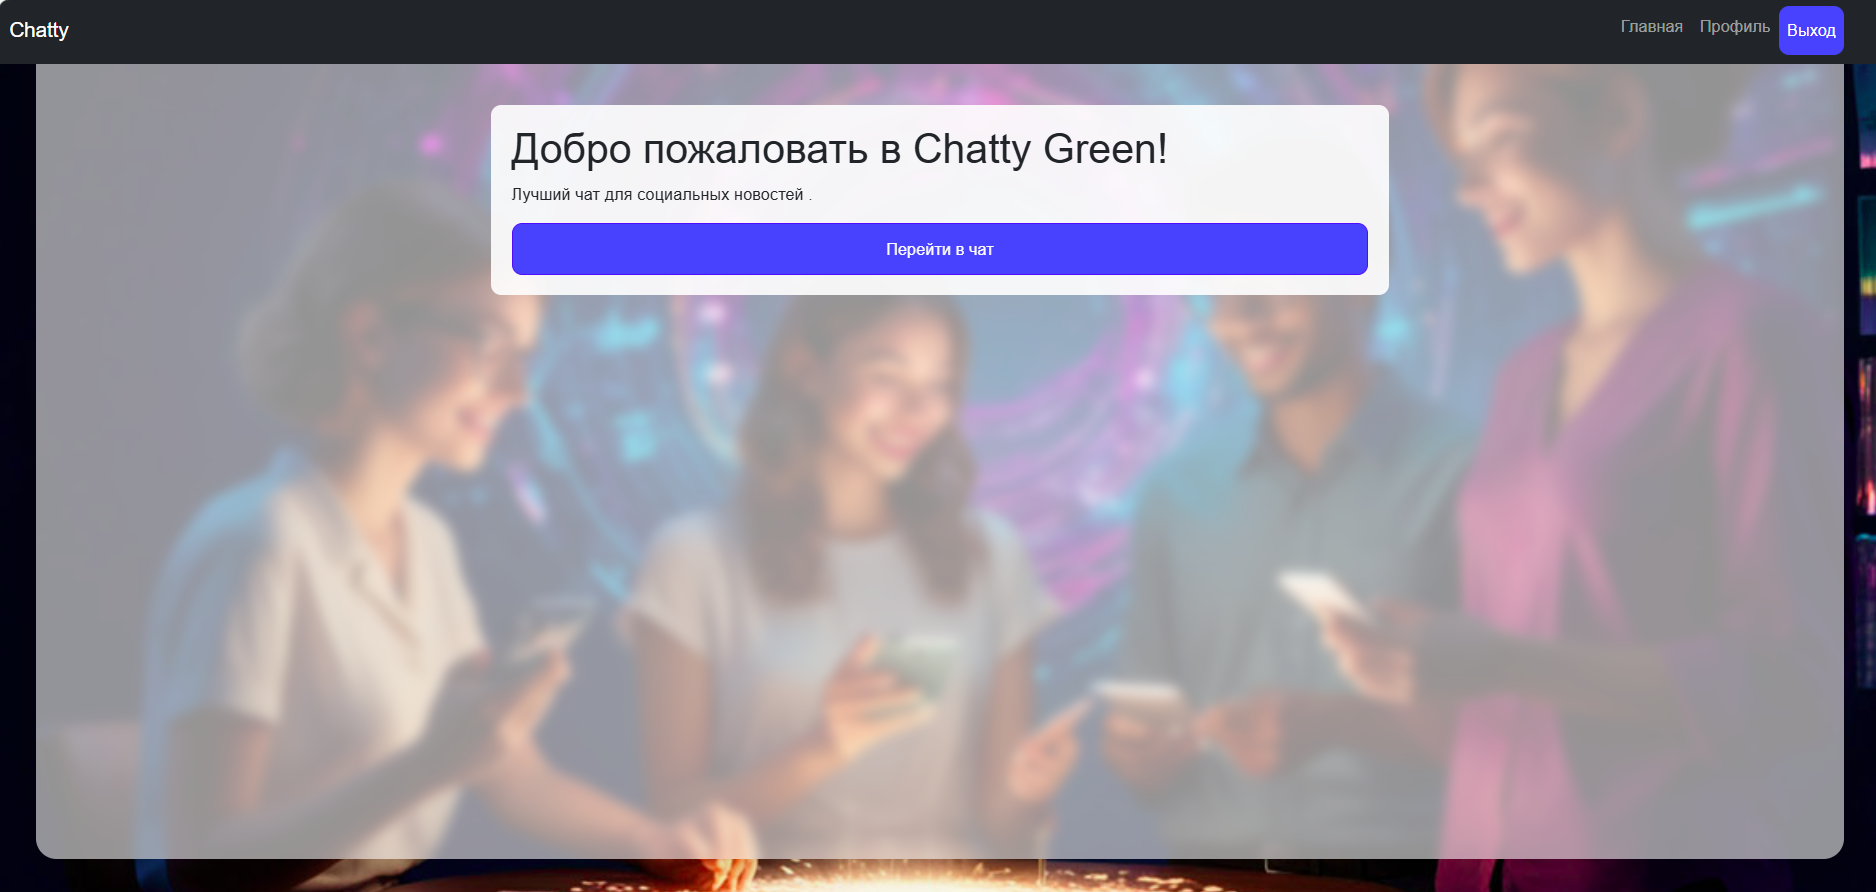 Chatty
Главная
Профиль
Выход
Добро пожаловать в Chatty Green!
Лучший чат для социальных новостей .
Перейти в чат